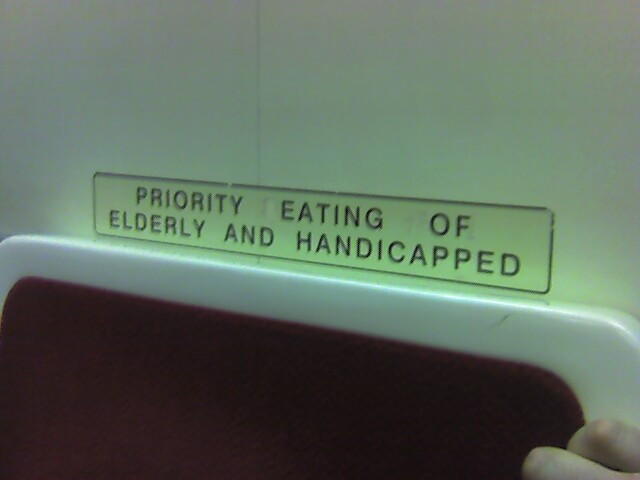 PRIORITY EATING OF
ELDERLY AND HANDICAPPED